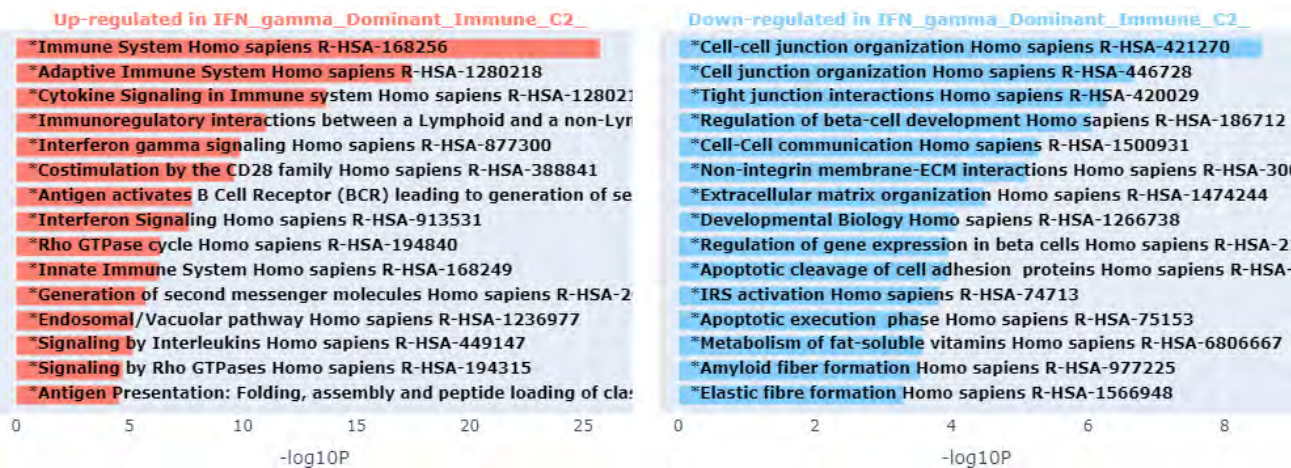 Up-regulated in IFN_gamma_Dominant_Immune_C2_
*Immune System Homo sapiens R-HSA-168256
*Adaptive Immune System Homo sapiens R-HSA-1280218
*Cytokine Signaling in Immune system Homo sapiens R-HSA-128021
*Immunoregulatory interactions between a Lymphoid and a non-Lyn
*Interferon gamma signaling Homo sapiens R-HSA-877300
*Costimulation by the CD28 family Homo sapiens R-HSA-388841
*Antigen activates B Cell Receptor (BCR) leading to generation of se
*Interferon Signaling Homo sapiens R-HSA-913531
*Rho GTPase cycle Homo sapiens R-HSA-194840
*Innate Immune System Homo sapiens R-HSA-168249
*Generation of second messenger molecules Homo sapiens R-HSA-2
*Endosomal/Vacuolar pathway Homo sapiens R-HSA-1236977
*Signaling by Interleukins Homo sapiens R-HSA-449147
*Signaling by Rho GTPases Homo sapiens R-HSA-194315
*Antigen Presentation: Folding, assembly and peptide loading of cla
0 5 10 15 20 25
-log10P
Down-regulated in IFN_gamma_Dominant_Immune_C2_
*Cell-cell junction organization Homo sapiens R-HSA-421270
*Cell junction organization Homo sapiens R-HSA-446728
*Tight junction interactions Homo sapiens R-HSA-420029
*Regulation of beta-cell development Homo sapiens R-HSA-186712
*Cell-Cell communication Homo sapiens R-HSA-1500931
*Non-integrin membrane-ECM interactions Homo sapiens R-HSA-300
*Extracellular matrix organization Homo sapiens R-HSA-1474244
*Developmental Biology Homo sapiens R-HSA-1266738
*Regulation of gene expression in beta cells Homo sapiens R-HSA-2
*Apoptotic cleavage of cell adhesion  proteins Homo sapiens R-HSA-
*IRS activation Homo sapiens R-HSA-74713
*Apoptotic execution  phase Homo sapiens R-HSA-75153
*Metabolism of fat-soluble vitamins Homo sapiens R-HSA-6806667
*Amyloid fiber formation Homo sapiens R-HSA-977225
*Elastic fibre formation Homo sapiens R-HSA-1566948
0 2 4 6 8
-log10P